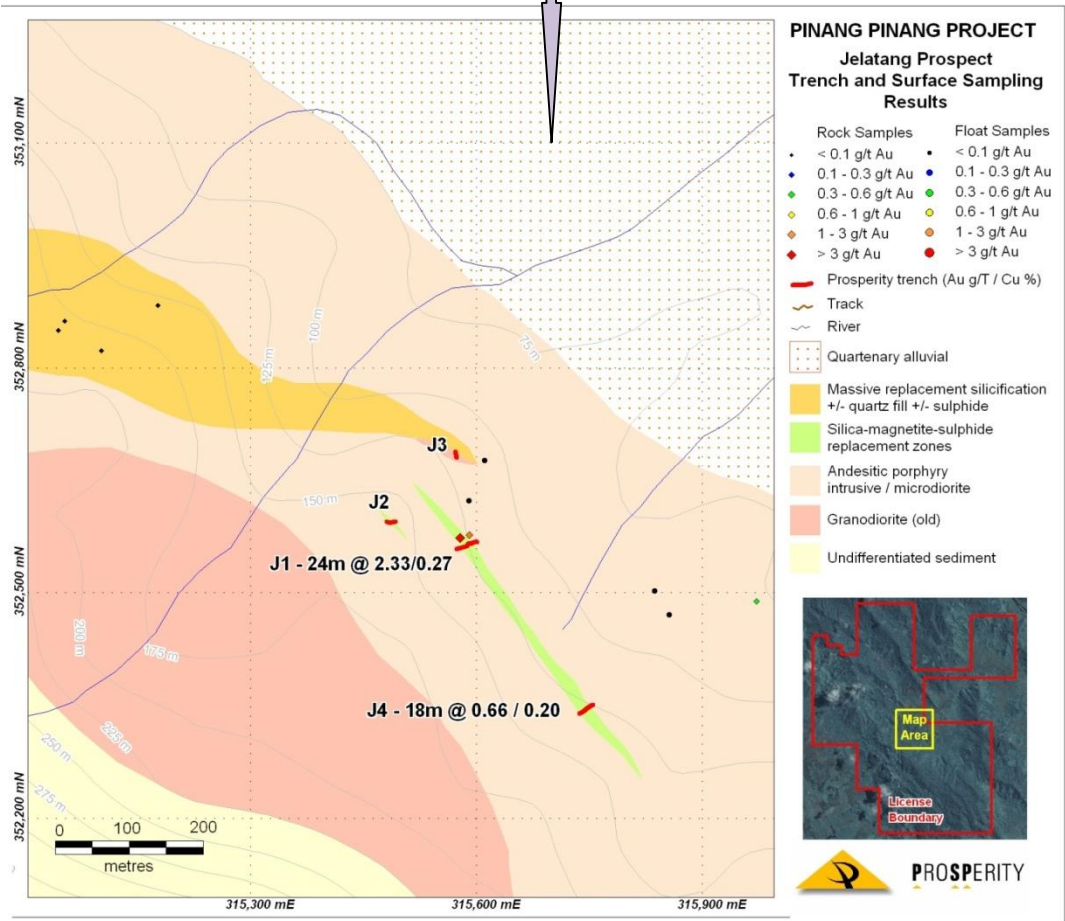 PINANG PINANG PROJECT
Jelatang Prospect
Trench and Surface Sampling
Results
Rock Samples
Float Samples
< 0.1 g/t Au
< 0.1 g/t Au
0.1 - 0.3 g/t Au
0.1 - 0.3 g/t Au
0.3 - 0.6 g/t Au
0.3 - 0.6 g/t Au
0.6 - 1 g/t Au
0.6 - 1 g/t Au
1 - 3 g/t Au
1 - 3 g/t Au
> 3 g/t Au
> 3 g/t Au
Prosperity trench (Au g/T / Cu %)
Track
River
Quartenary alluvial
Massive replacement silicification
+/- quartz fill +/- sulphide
Silica-magnetite-sulphide
replacement zones
Andesitic porphyry
intrusive / microdiorite
Granodiorite (old)
Undifferentiated sediment
Map
Area
License
Boundary
PROSPERITY
353,100 mN
352,800 mN
352,500 mN
352,200 mN
315,300 mE
315,600 mE
315,900 mE
75 m
100 m
125 m
150 m
175 m
200 m
225 m
250 m
275 m
J3
J2
J1 - 24m @ 2.33/0.27
J4 - 18m @ 0.66 / 0.20
0 100 200
metres